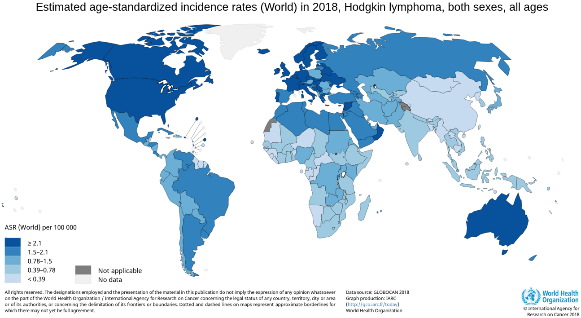 Estimated age-standardized incidence rates (World) in 2018, Hodgkin lymphoma, both sexes, all ages
ASR (World) per 100 000
≥ 2.1
1.5–2.1
0.78–1.5
0.39–0.78
< 0.39
Not applicable
No data
All rights reserved. The designations employed and the presentation of the material in this publication do not imply the expression of any opinion whatsoever
on the part of the World Health Organization / International Agency for Research on Cancer concerning the legal status of any country, territory, city or area
or of its authorities, or concerning the delimitation of its frontiers or boundaries. Dotted and dashed lines on maps represent approximate borderlines for
which there may not yet be full agreement.
Data source: GLOBOCAN 2018
Graph production: IARC
(http://gco.iarc.fr/today)
World Health Organization
World Health
Organization
© International Agency for
Research on Cancer 2018